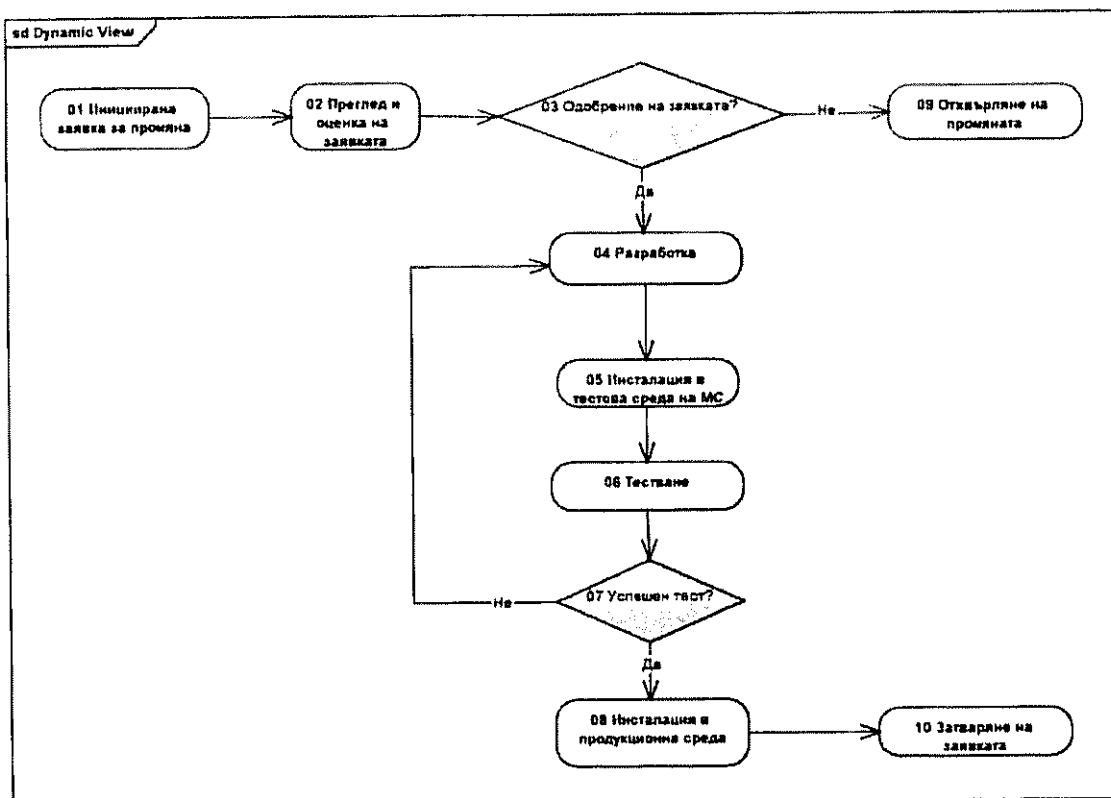 sd Dynamic View
01 Инициирана
заявка за промяна
02 Преглед и
оценка на
заявката
03 Одобрение на заявката?
Не
09 Отхвърляне на
промяната
Да
04 Разработка
05 Инсталация в
тестова среда на МС
06 Тестване
07 Успешен тест?
Не
Да
08 Инсталация в
продукционна среда
10 Затваряне на
заявката